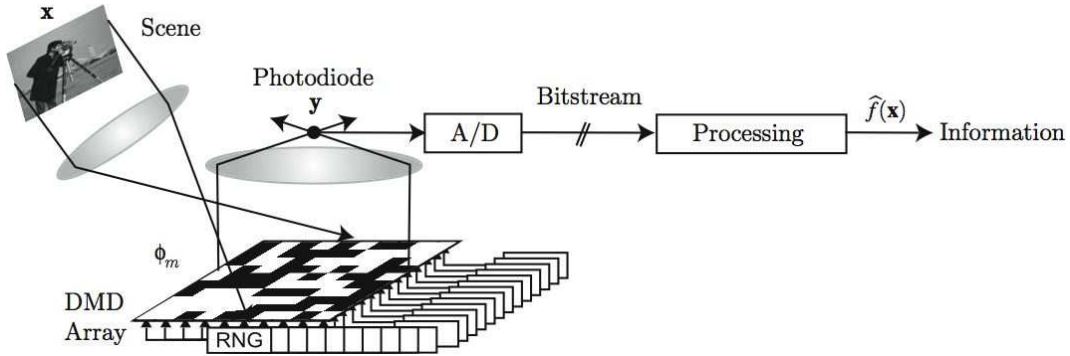 x
Scene
Photodiode
y
A/D
Bitstream
Processing
f̂(x)
Information
ϕₘ
DMD
Array
RNG